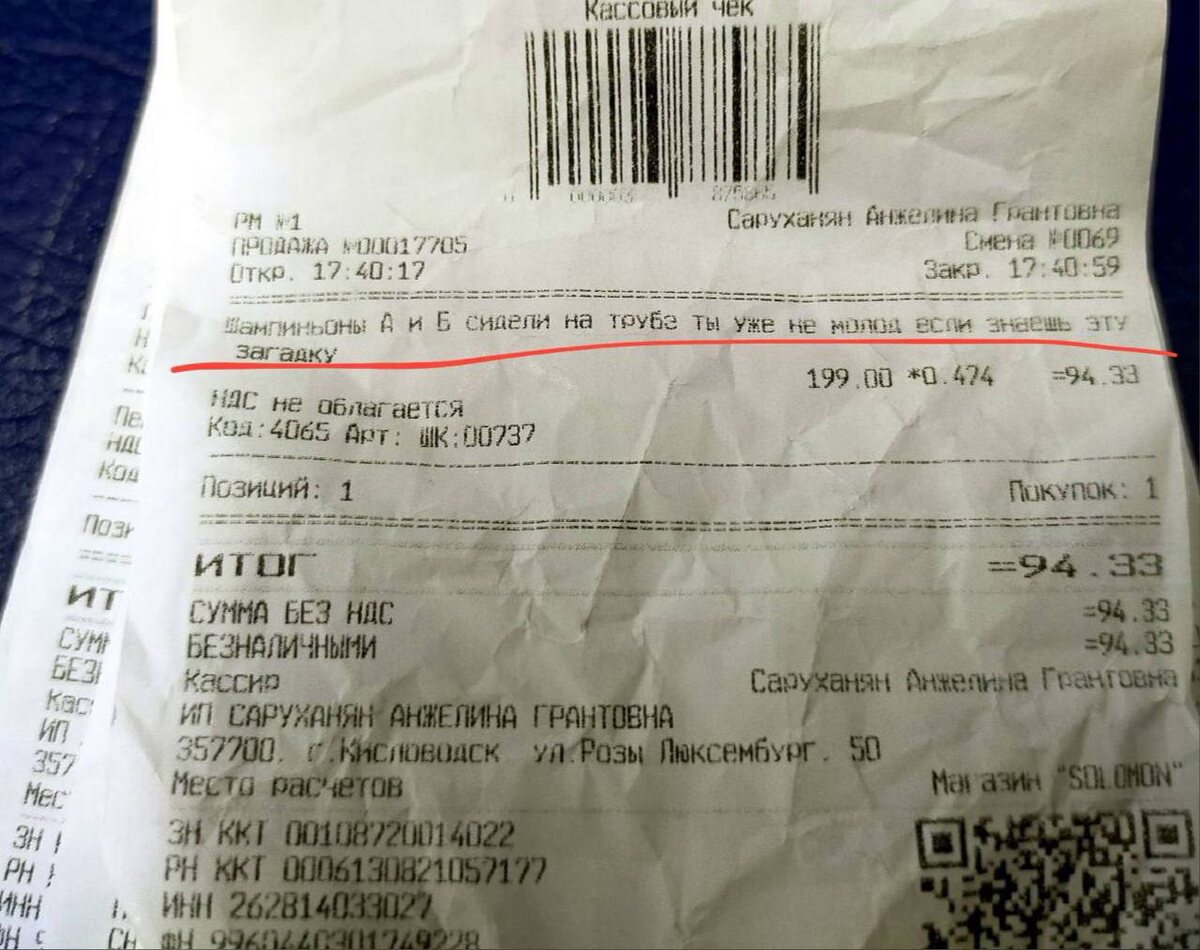 Кассовый чек
РМ №1
Саруханян Анжелина Грантовна
ПРОДАЖА №00017705
Смена №0069
Откр. 17:40:17
Закр. 17:40:59
Шампиньоны А и Б сидели на трубе ты уже не молод если знаешь эту
загадку
199.00 *0.474 =94.33
НДС не облагается
Код:4065 Арт: ШК:00737
Позиций: 1
Покупок: 1
ИТОГ =94.33
СУММА БЕЗ НДС =94.33
БЕЗНАЛИЧНЫМИ =94.33
Кассир Саруханян Анжелина Грантовна
ИП САРУХАНЯН АНЖЕЛИНА ГРАНТОВНА
357700. г.Кисловодск ул.Розы Люксембург. 50
Место расчетов Магазин "SOLOMON"
ЗН ККТ 00108720014022
РН ККТ 0006130821057177
ИНН 262814033027
ФН 9960440301749228